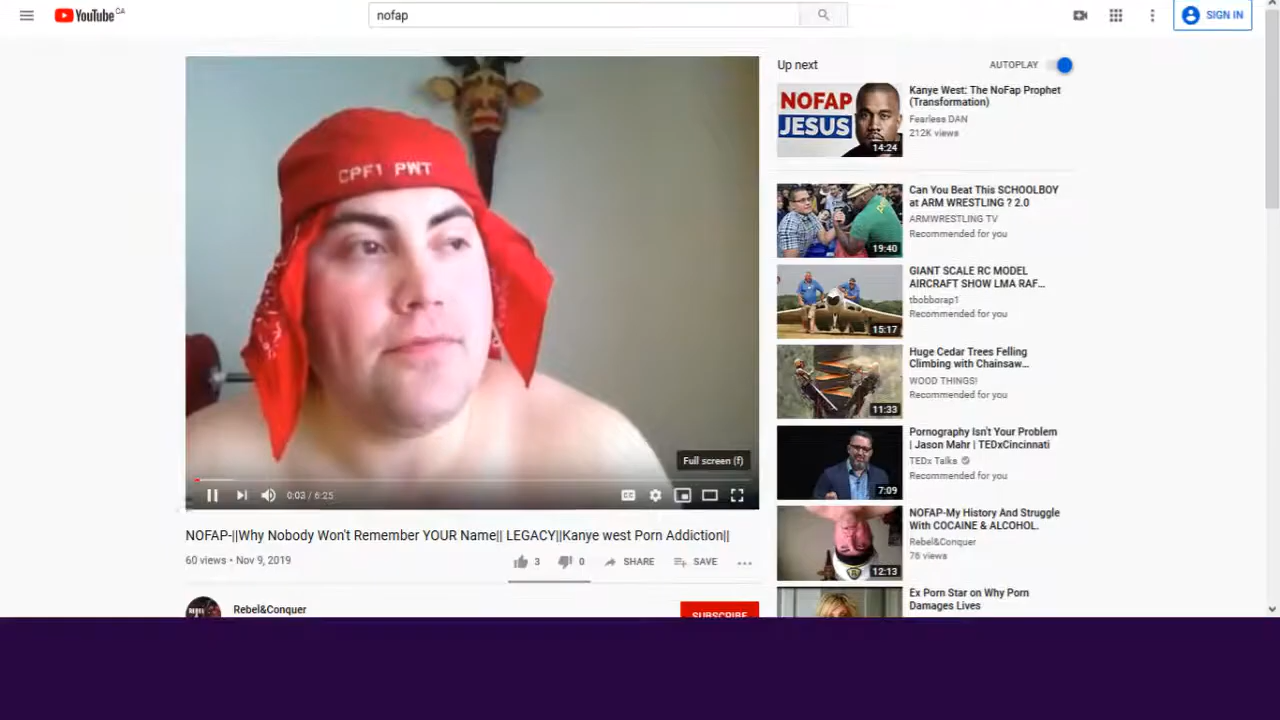 YouTube CA
nofap
SIGN IN
CPF1 PWT
Full screen (f)
0:03 / 6:25
NOFAP-||Why Nobody Won't Remember YOUR Name|| LEGACY||Kanye west Porn Addiction||
60 views • Nov 9, 2019
3
0
SHARE
SAVE
Rebel&Conquer
SUBSCRIBE
Up next
AUTOPLAY
NOFAP
JESUS
14:24
Kanye West: The NoFap Prophet
(Transformation)
Fearless DAN
212K views
19:40
Can You Beat This SCHOOLBOY
at ARM WRESTLING ? 2.0
ARMWRESTLING TV
Recommended for you
15:17
GIANT SCALE RC MODEL
AIRCRAFT SHOW LMA RAF...
tbobborap1
Recommended for you
11:33
Huge Cedar Trees Felling
Climbing with Chainsaw...
WOOD THINGS!
Recommended for you
7:09
Pornography Isn't Your Problem
| Jason Mahr | TEDxCincinnati
TEDx Talks
Recommended for you
12:13
NOFAP-My History And Struggle
With COCAINE & ALCOHOL.
Rebel&Conquer
76 views
Ex Porn Star on Why Porn
Damages Lives